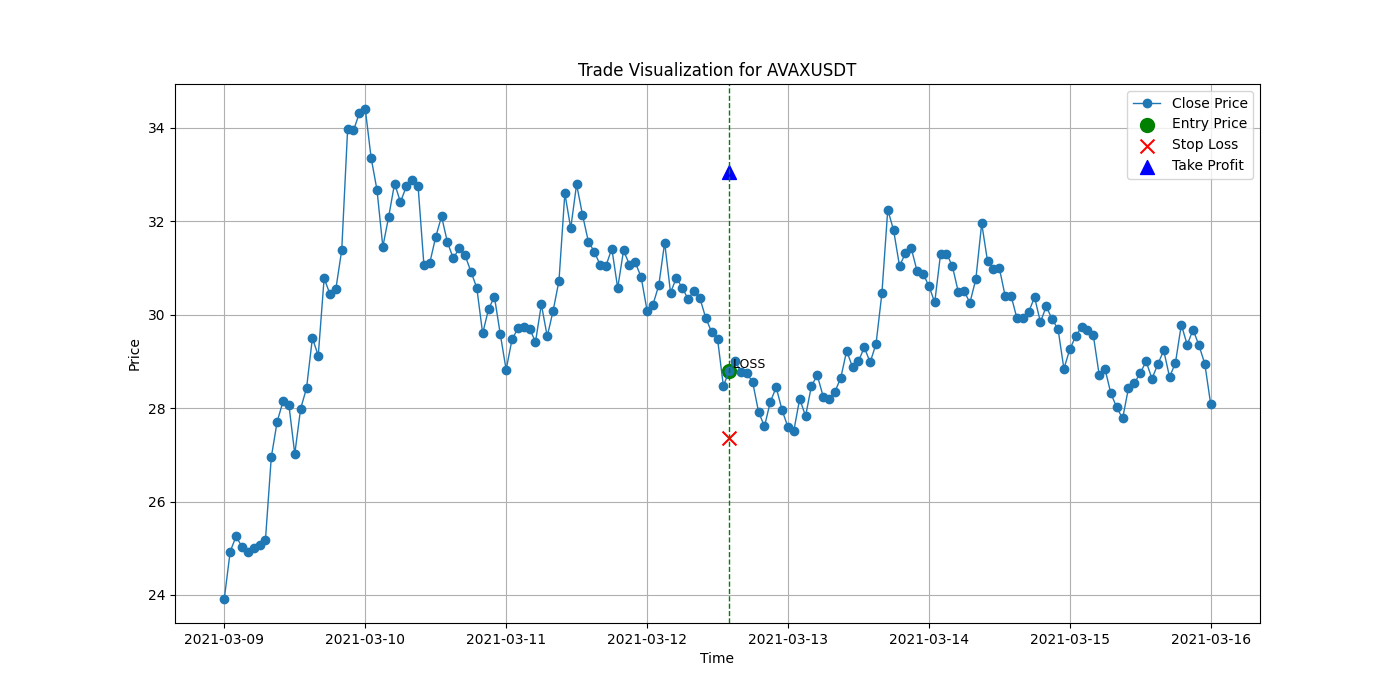 Trade Visualization for AVAXUSDT
Close Price
Entry Price
Stop Loss
Take Profit
34
32
30
28
26
24
Price
LOSS
2021-03-09
2021-03-10
2021-03-11
2021-03-12
2021-03-13
2021-03-14
2021-03-15
2021-03-16
Time